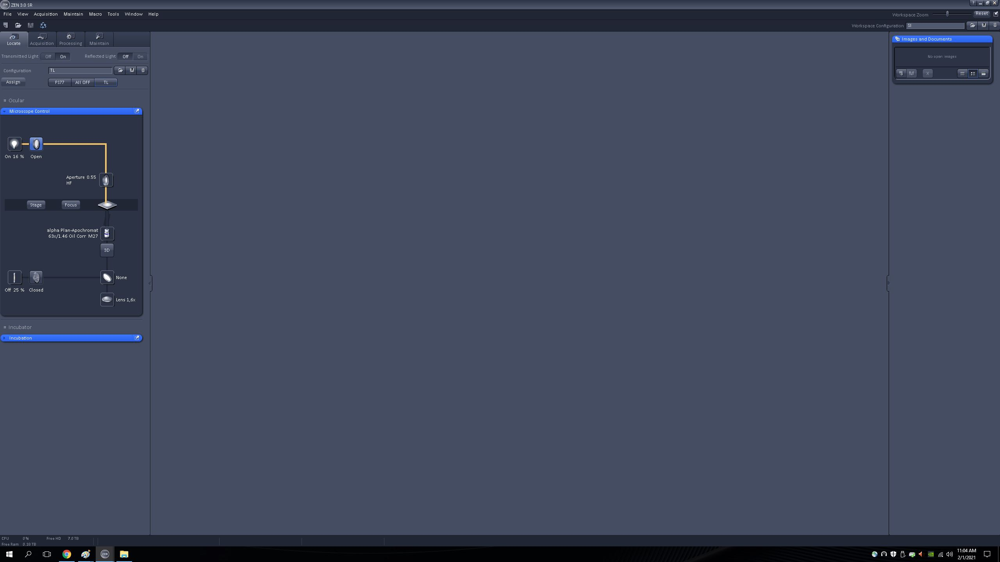 ZEN
ZEN 3.0 SR
?
File View Acquisition Maintain Macro Tools Window Help
Workspace Zoom
Reset
Workspace Configuration SI
Locate Acquisition Processing Maintain
Transmitted Light Off On Reflected Light Off On
Configuration TL
Assign FS77 All OFF TL
Ocular
Microscope Control
On 16 % Open
Aperture 0.55
HF
Stage Focus
alpha Plan-Apochromat
63x/1.46 Oil Corr M27
3D
None
Off 25 % Closed
Lens 1,6x
Incubator
Incubation
Images and Documents
No open images
X
CPU 0% Free HD 7.0 TB
Free Ram 0.18 TB
ZEN
11:04 AM
2/1/2021